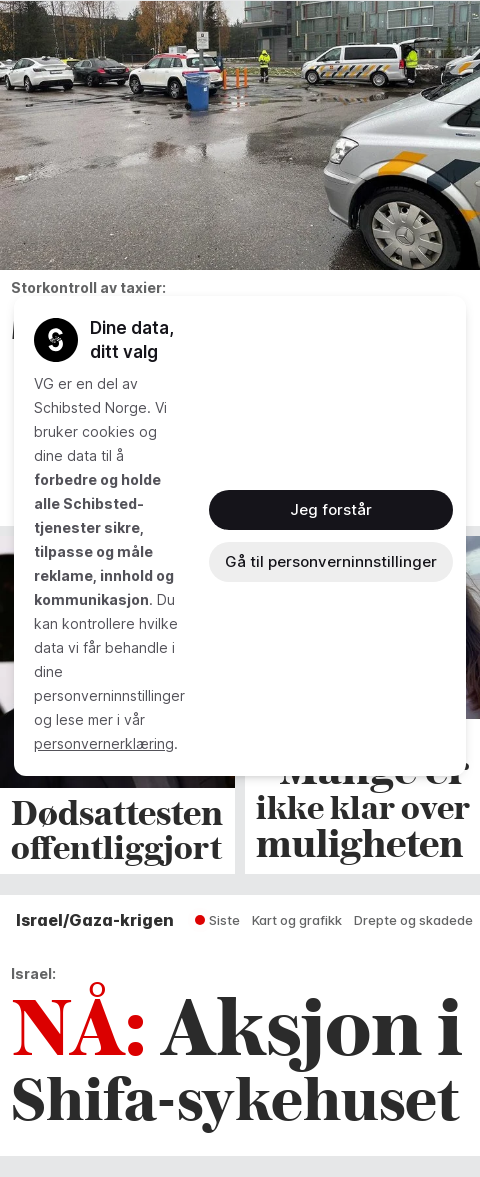 Storkontroll av taxier:
Dine data,
ditt valg
VG er en del av
Schibsted Norge. Vi
bruker cookies og
dine data til å
forbedre og holde
alle Schibsted-
tjenester sikre,
tilpasse og måle
reklame, innhold og
kommunikasjon. Du
kan kontrollere hvilke
data vi får behandle i
dine
personverninnstillinger
og lese mer i vår
personvernerklæring.
Jeg forstår
Gå til personverninnstillinger
Dødsattesten
offentliggjort
Mange er
ikke klar over
muligheten
Israel/Gaza-krigen
Siste Kart og grafikk Drepte og skadede
Israel:
NÅ: Aksjon i
Shifa-sykehuset